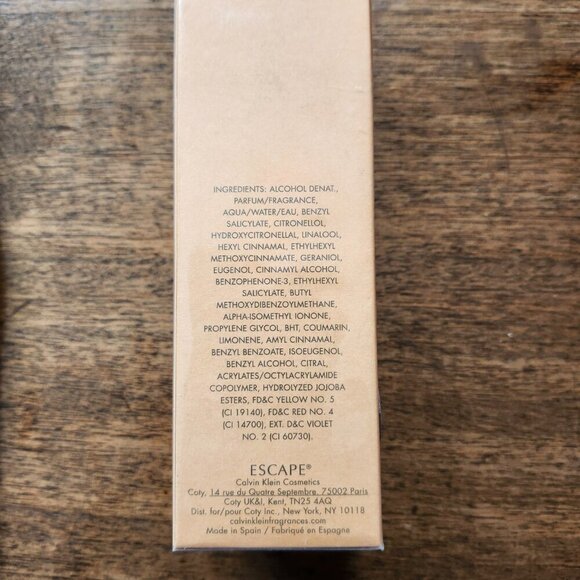 INGREDIENTS: ALCOHOL DENAT.,
PARFUM/FRAGRANCE,
AQUA/WATER/EAU, BENZYL
SALICYLATE, CITRONELLOL,
HYDROXYCITRONELLAL, LINALOOL,
HEXYL CINNAMAL, ETHYLHEXYL
METHOXYCINNAMATE, GERANIOL,
EUGENOL, CINNAMYL ALCOHOL,
BENZOPHENONE-3, ETHYLHEXYL
SALICYLATE, BUTYL
METHOXYDIBENZOYLMETHANE,
ALPHA-ISOMETHYL IONONE,
PROPYLENE GLYCOL, BHT, COUMARIN,
LIMONENE, AMYL CINNAMAL,
BENZYL BENZOATE, ISOEUGENOL,
BENZYL ALCOHOL, CITRAL,
ACRYLATES/OCTYLACRYLAMIDE
COPOLYMER, HYDROLYZED JOJOBA
ESTERS, FD&C YELLOW NO. 5
(CI 19140), FD&C RED NO. 4
(CI 14700), EXT. D&C VIOLET
NO. 2 (CI 60730).
ESCAPE®
Calvin Klein Cosmetics
Coty, 14 rue du Quatre Septembre, 75002 Paris
Coty UK&I, Kent, TN25 4AQ
Dist. for/pour Coty Inc., New York, NY 10118
calvinkleinfragrances.com
Made in Spain / Fabriqué en Espagne